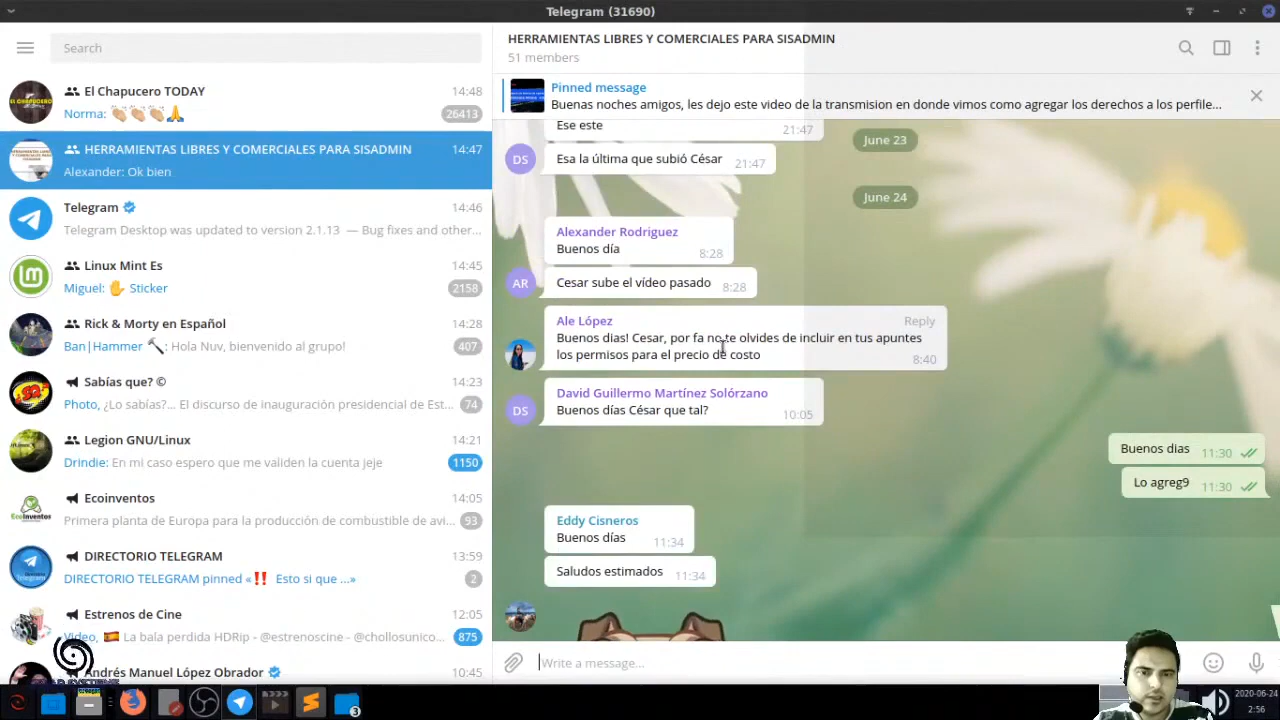 Telegram (31690)
Search
El Chapucero TODAY
14:48
Norma: 👏🏼👏🏼👏🏼👏🏼🙏
26413
HERRAMIENTAS LIBRES Y COMERCIALES PARA SISADMIN
14:47
Alexander: Ok bien
Telegram
14:46
Telegram Desktop was updated to version 2.1.13 — Bug fixes and other...
Linux Mint Es
14:45
Miguel: ✋ Sticker
2158
Rick & Morty en Español
14:28
Ban|Hammer 🔨: Hola Nuv, bienvenido al grupo!
407
Sabías que? ©
14:23
Photo, ¿Lo sabías?... El discurso de inauguración presidencial de Est...
74
Legion GNU/Linux
14:21
Drindie: En mi caso espero que me validen la cuenta jeje
1150
Ecoinventos
14:05
Primera planta de Europa para la producción de combustible de avi...
93
DIRECTORIO TELEGRAM
13:59
DIRECTORIO TELEGRAM pinned «‼️ Esto si que ...»
2
Estrenos de Cine
12:05
Video, 🇪🇸 La bala perdida HDRip - @estrenoscine - @chollosunico...
875
Andrés Manuel López Obrador
10:45
HERRAMIENTAS LIBRES Y COMERCIALES PARA SISADMIN
51 members
Pinned message
Buenas noches amigos, les dejo este video de la transmision en donde vimos como agregar los derechos a los perfile...
Ese este
21:47
June 23
DS
Esa la última que subió César
21:47
June 24
Alexander Rodriguez
Buenos día
8:28
AR
Cesar sube el vídeo pasado
8:28
Ale López
Reply
Buenos dias! Cesar, por fa no te olvides de incluir en tus apuntes
los permisos para el precio de costo
8:40
David Guillermo Martínez Solórzano
DS
Buenos días César que tal?
10:05
Buenos dias
11:30
Lo agreg9
11:30
Eddy Cisneros
Buenos días
11:34
Saludos estimados
11:34
Write a message...
3
2020-06-24
2:56